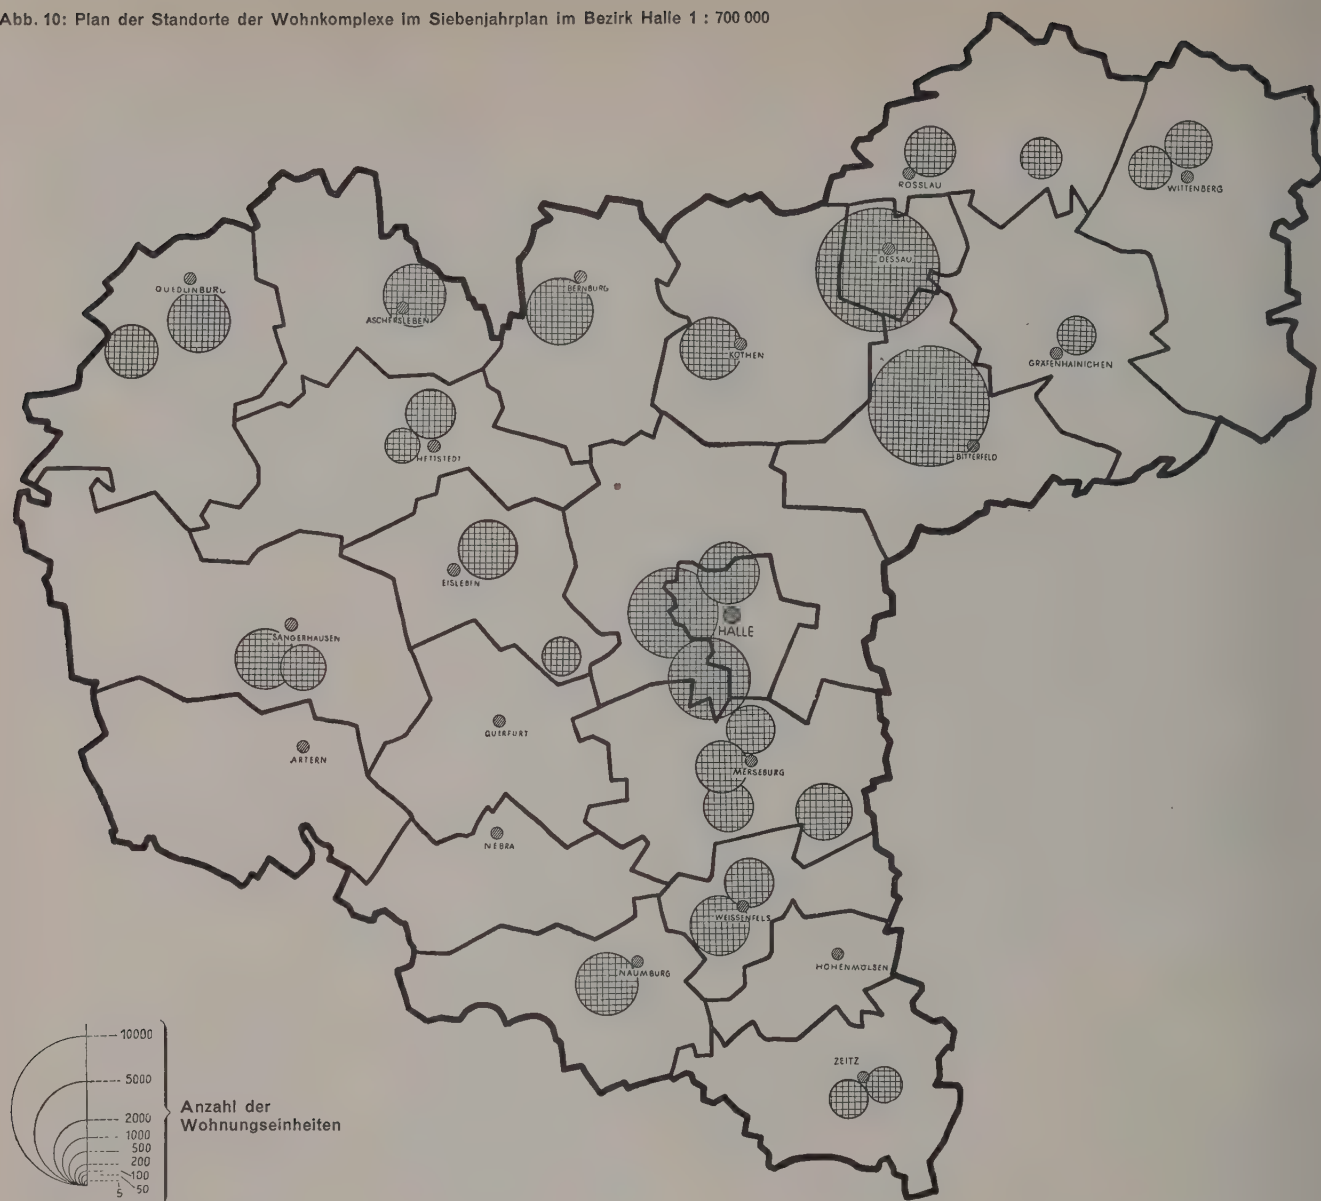 Abb. 10: Plan der Standorte der Wohnkomplexe im Siebenjahrplan im Bezirk Halle 1 : 700 000
ROSSLAU
WITTENBERG
DESSAU
QUEDLINBURG
BERNBURG
ASCHERSLEBEN
KÖTHEN
GRÄFENHAINICHEN
HETTSTEDT
BITTERFELD
EISLEBEN
SANGERHAUSEN
HALLE
QUERFURT
ARTERN
MERSEBURG
NEBRA
WEISSENFELS
NAUMBURG
HOHENMÖLSEN
ZEITZ
10000
5000
2000
1000
500
200
100
50
5
Anzahl der
Wohnungseinheiten